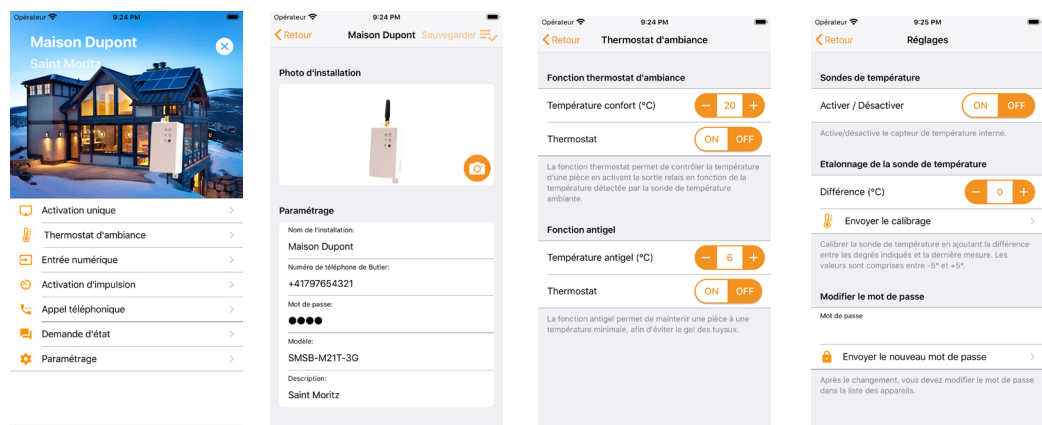 Opérateur 9:24 PM
Maison Dupont
Saint Moritz
Activation unique
Thermostat d'ambiance
Entrée numérique
Activation d'impulsion
Appel téléphonique
Demande d'état
Paramétrage
Opérateur 9:24 PM
Retour Maison Dupont Sauvegarder
Photo d'installation
Paramétrage
Nom de l'installation:
Maison Dupont
Numéro de téléphone de Butler:
+41797654321
Mot de passe:
●●●●
Modèle:
SMSB-M21T-3G
Description:
Saint Moritz
Opérateur 9:24 PM
Retour Thermostat d'ambiance
Fonction thermostat d'ambiance
Température confort (°C) − 20 +
Thermostat ON OFF
La fonction thermostat permet de contrôler la température
d'une pièce en activant la sortie relais en fonction de la
température détectée par la sonde de température
ambiante.
Fonction antigel
Température antigel (°C) − 6 +
Thermostat ON OFF
La fonction antigel permet de maintenir une pièce à une
température minimale, afin d'éviter le gel des tuyaux.
Opérateur 9:25 PM
Retour Réglages
Sondes de température
Activer / Désactiver ON OFF
Active/désactive le capteur de température interne.
Etalonnage de la sonde de température
Différence (°C) − 0 +
Envoyer le calibrage
Calibrer la sonde de température en ajoutant la différence
entre les degrés indiqués et la dernière mesure. Les
valeurs sont comprises entre -5° et +5°.
Modifier le mot de passe
Mot de passe
Envoyer le nouveau mot de passe
Après le changement, vous devez modifier le mot de passe
dans la liste des appareils.